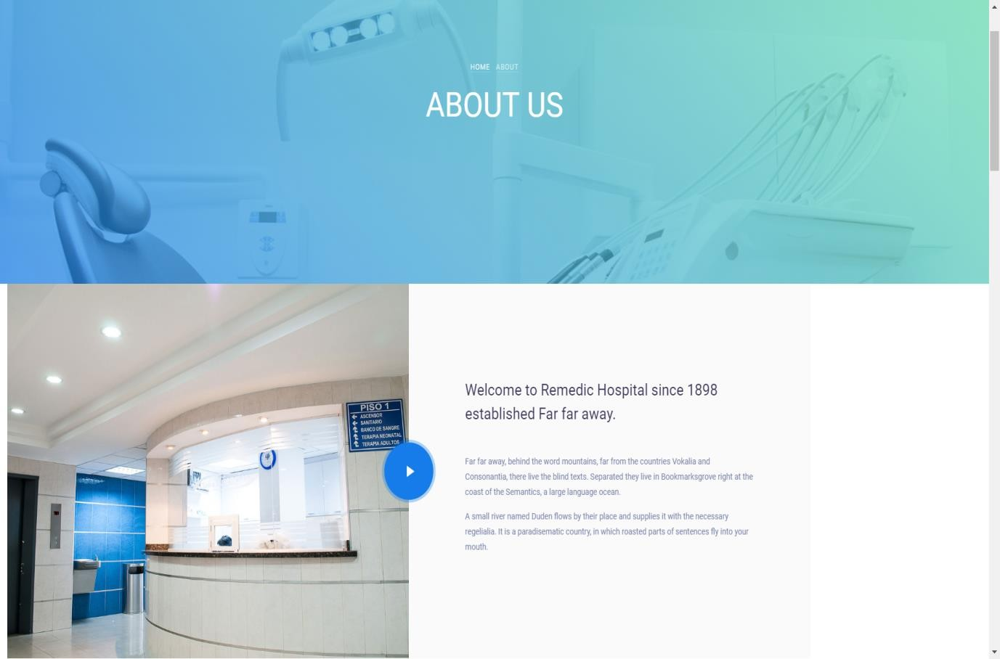 HOME ABOUT
ABOUT US
PISO 1
ASCENSOR
SANITARIO
BANCO DE SANGRE
TERAPIA NEONATAL
TERAPIA ADULTOS
Welcome to Remedic Hospital since 1898
established Far far away.
Far far away, behind the word mountains, far from the countries Vokalia and
Consonantia, there live the blind texts. Separated they live in Bookmarksgrove right at the
coast of the Semantics, a large language ocean.
A small river named Duden flows by their place and supplies it with the necessary
regelialia. It is a paradisematic country, in which roasted parts of sentences fly into your
mouth.